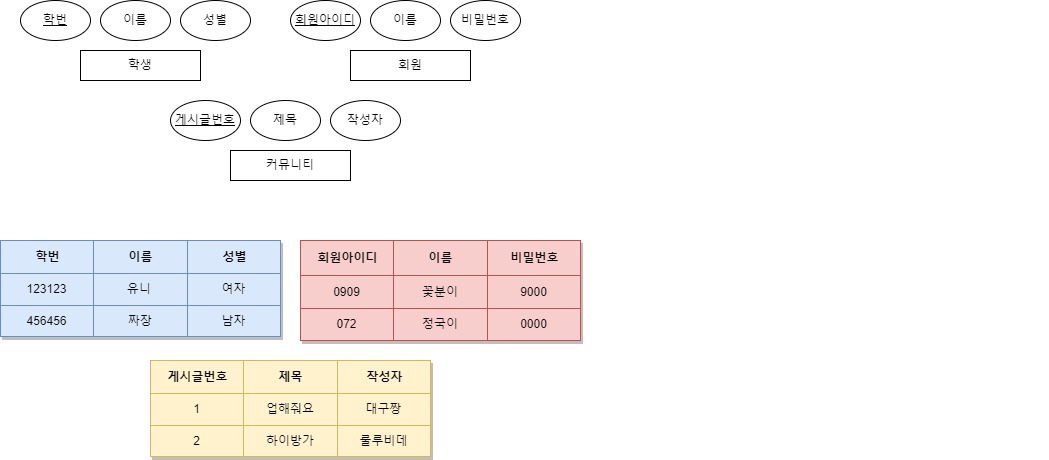 학번 이름 성별 회원아이디 이름 비밀번호
학생 회원
게시글번호 제목 작성자
커뮤니티
학번 이름 성별
123123 유니 여자
456456 짜장 남자
회원아이디 이름 비밀번호
0909 꽃분이 9000
072 정국이 0000
게시글번호 제목 작성자
1 업해줘요 대구짱
2 하이방가 룰루비데